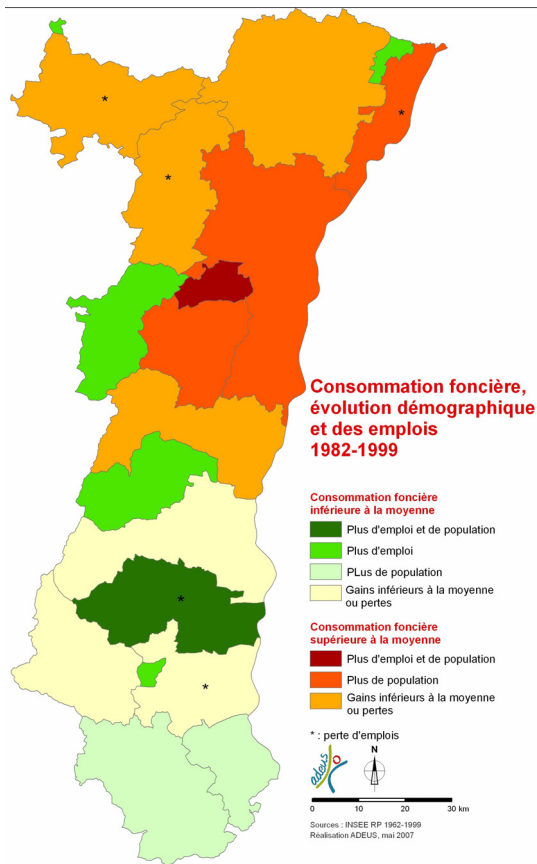 Consommation foncière,
évolution démographique
et des emplois
1982-1999
Consommation foncière
inférieure à la moyenne
Plus d'emploi et de population
Plus d'emploi
PLus de population
Gains inférieurs à la moyenne
ou pertes
Consommation foncière
supérieure à la moyenne
Plus d'emploi et de population
Plus de population
Gains inférieurs à la moyenne
ou pertes
* : perte d'emplois
adeus
N
0 10 20 30 km
Sources : INSEE RP 1962-1999
Réalisation ADEUS, mai 2007